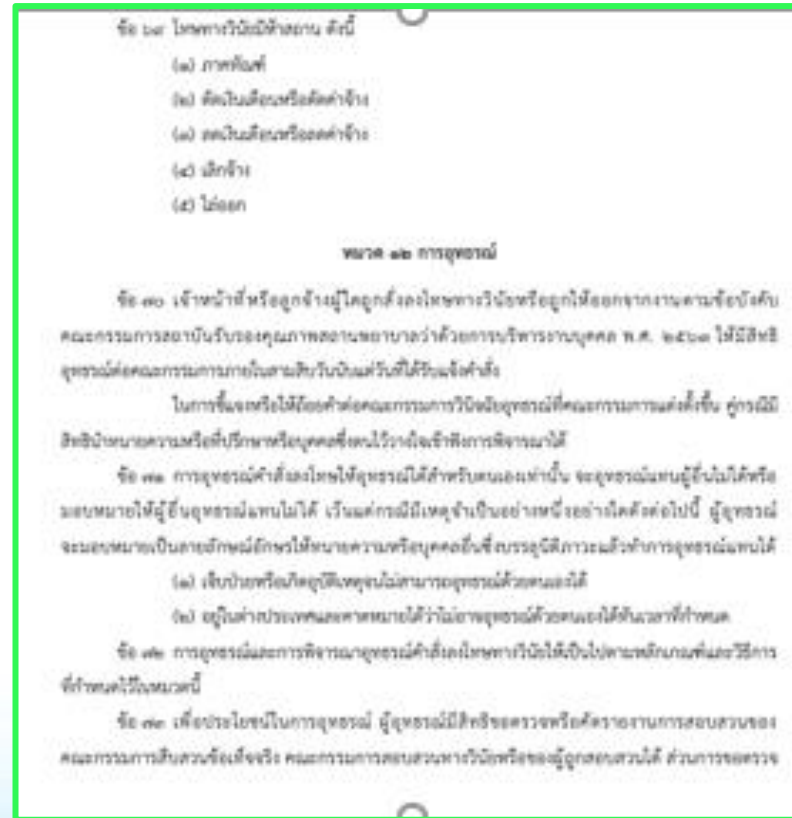 ข้อ ๖๙ โทษทางวินัยมีห้าสถาน ดังนี้
(๑) ภาคทัณฑ์
(๒) ตัดเงินเดือนหรือตัดค่าจ้าง
(๓) ลดเงินเดือนหรือลดค่าจ้าง
(๔) เลิกจ้าง
(๕) ไล่ออก
หมวด ๑๒ การอุทธรณ์
ข้อ ๗๐ เจ้าหน้าที่หรือลูกจ้างผู้ใดถูกสั่งลงโทษทางวินัยหรือถูกให้ออกจากงานตามข้อบังคับ
คณะกรรมการสถาบันรับรองคุณภาพสถานพยาบาลว่าด้วยการบริหารงานบุคคล พ.ศ. ๒๕๖๓ ให้มีสิทธิ
อุทธรณ์ต่อคณะกรรมการภายในสามสิบวันนับแต่วันที่ได้รับแจ้งคำสั่ง
ในการชี้แจงหรือให้ถ้อยคำต่อคณะกรรมการวินิจฉัยอุทธรณ์ที่คณะกรรมการแต่งตั้งขึ้น คู่กรณีมี
สิทธินำทนายความหรือที่ปรึกษาหรือบุคคลซึ่งตนไว้วางใจเข้าฟังการพิจารณาได้
ข้อ ๗๑ การอุทธรณ์คำสั่งลงโทษให้อุทธรณ์ได้สำหรับตนเองเท่านั้น จะอุทธรณ์แทนผู้อื่นไม่ได้หรือ
มอบหมายให้ผู้อื่นอุทธรณ์แทนไม่ได้ เว้นแต่กรณีมีเหตุจำเป็นอย่างหนึ่งอย่างใดดังต่อไปนี้ ผู้อุทธรณ์
จะมอบหมายเป็นลายลักษณ์อักษรให้ทนายความหรือบุคคลอื่นซึ่งบรรลุนิติภาวะแล้วทำการอุทธรณ์แทนได้
(๑) เจ็บป่วยหรือเกิดอุบัติเหตุจนไม่สามารถอุทธรณ์ด้วยตนเองได้
(๒) อยู่ในต่างประเทศและคาดหมายได้ว่าไม่อาจอุทธรณ์ด้วยตนเองได้ทันเวลาที่กำหนด
ข้อ ๗๒ การอุทธรณ์และการพิจารณาอุทธรณ์คำสั่งลงโทษทางวินัยให้เป็นไปตามหลักเกณฑ์และวิธีการ
ที่กำหนดไว้ในหมวดนี้
ข้อ ๗๓ เพื่อประโยชน์ในการอุทธรณ์ ผู้อุทธรณ์มีสิทธิขอตรวจหรือคัดรายงานการสอบสวนของ
คณะกรรมการสืบสวนข้อเท็จจริง คณะกรรมการสอบสวนทางวินัยหรือของผู้ถูกสอบสวนได้ ส่วนการขอตรวจ